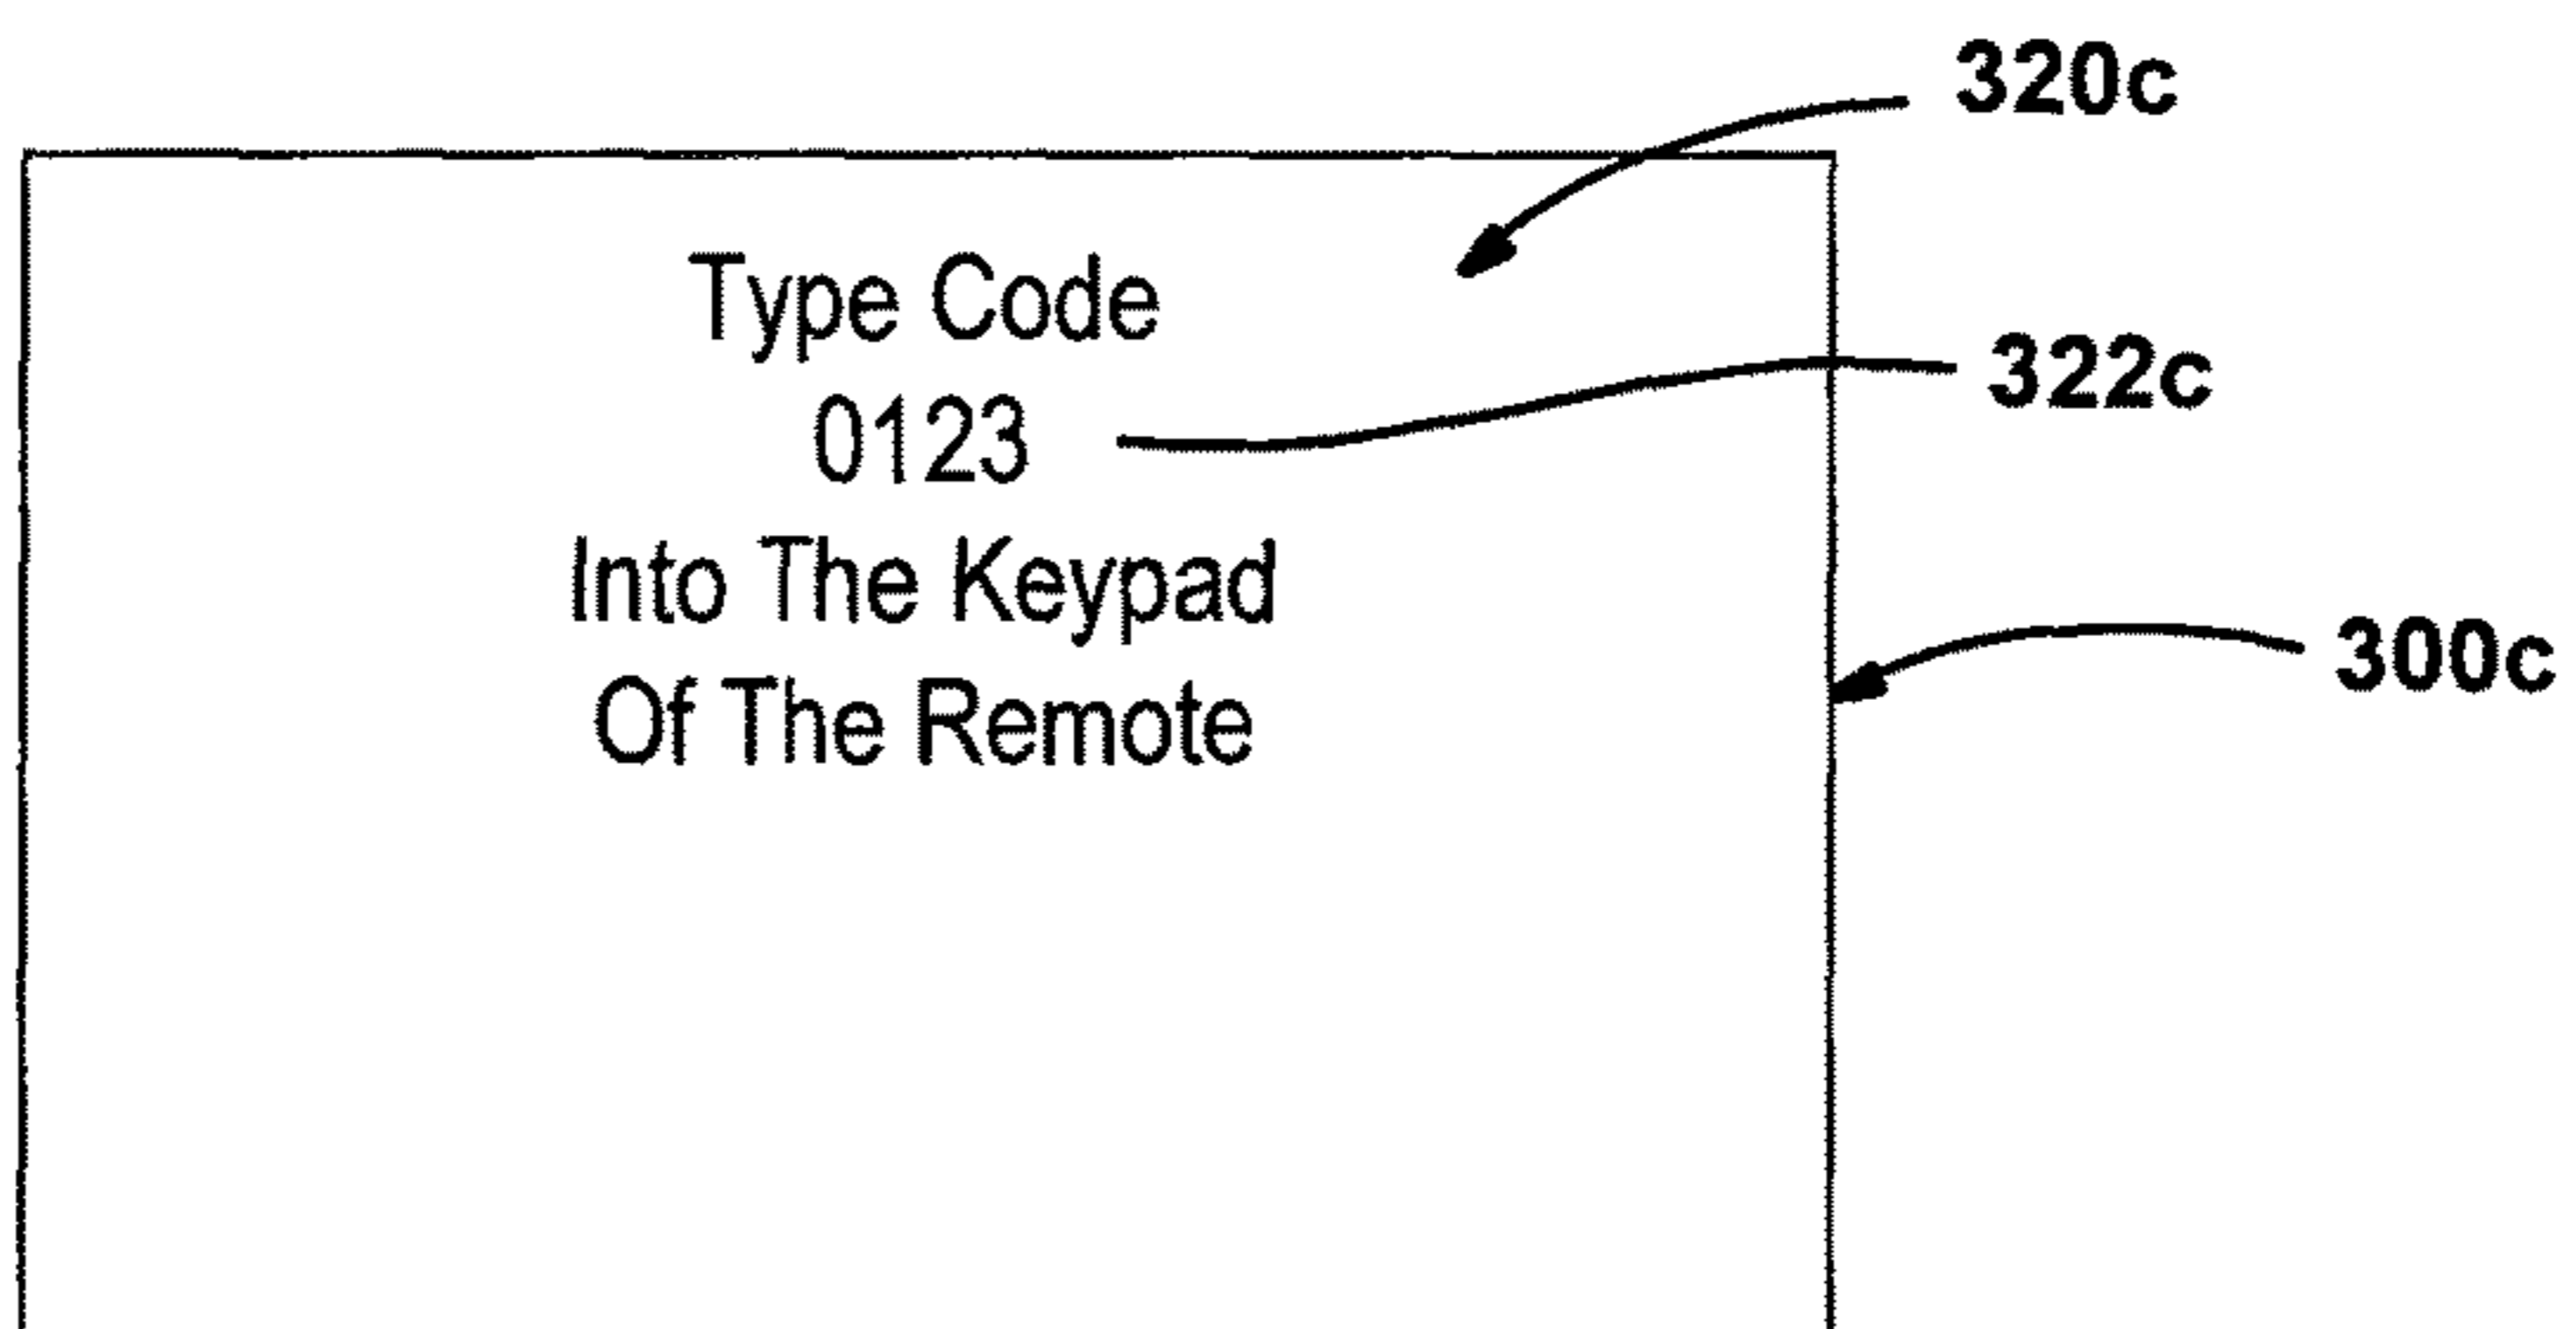 320c
Type Code
322c
0123
Into The Keypad
300c
Of The Remote